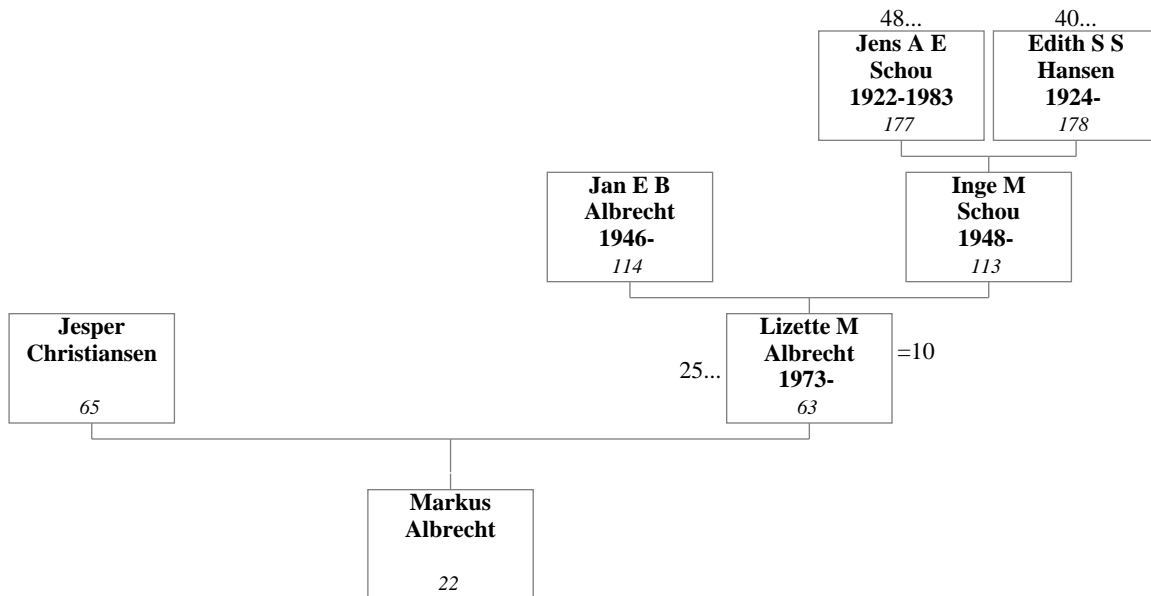 48...
Jens A E
Schou
1922-1983
177
40...
Edith S S
Hansen
1924-
178
Jan E B
Albrecht
1946-
114
Inge M
Schou
1948-
113
Jesper
Christiansen
65
25...
Lizette M
Albrecht
1973-
63
=10
Markus
Albrecht
22